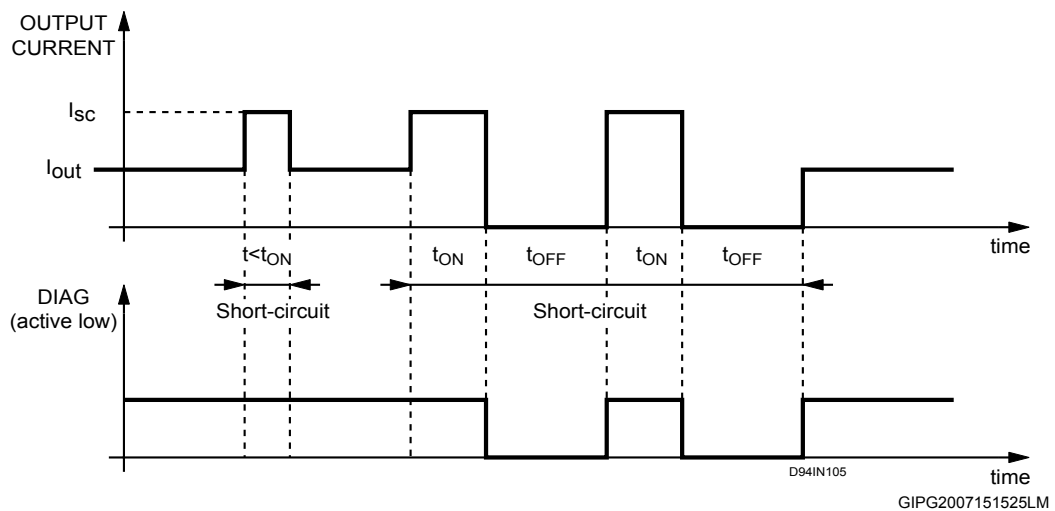 OUTPUT
CURRENT
Isc
Iout
time
t<tON
tON
tOFF
tON
tOFF
DIAG
(active low)
Short-circuit
Short-circuit
D94IN105
time
GIPG2007151525LM